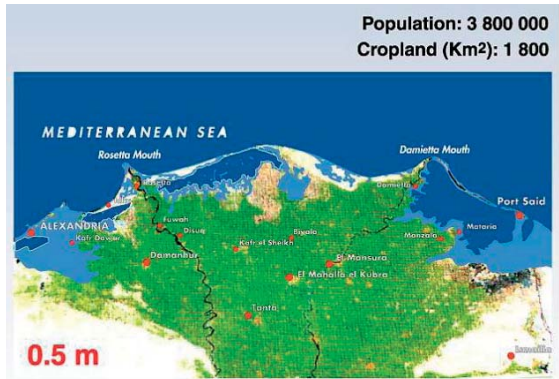 Population: 3 800 000
Cropland (Km²): 1 800
MEDITERRANEAN SEA
Rosetta Mouth
Damietta Mouth
Rosetta
Damietta
Port Said
ALEXANDRIA
Fuwah
Disuq
Kafr Dawar
Kafr el Sheikh
Biyala
Manzala
Mataria
Damanhur
El Mansura
El Mahalla el Kubra
Tanta
0.5 m
Ismailia